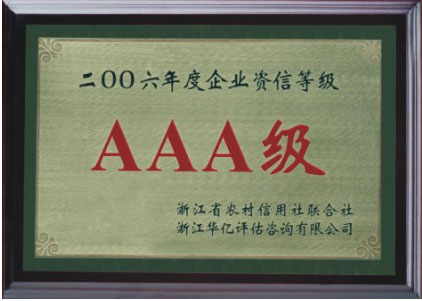 二OO六年度企业资信等级
AAA级
浙江省农村信用社联合社
浙江华亿评估咨询有限公司